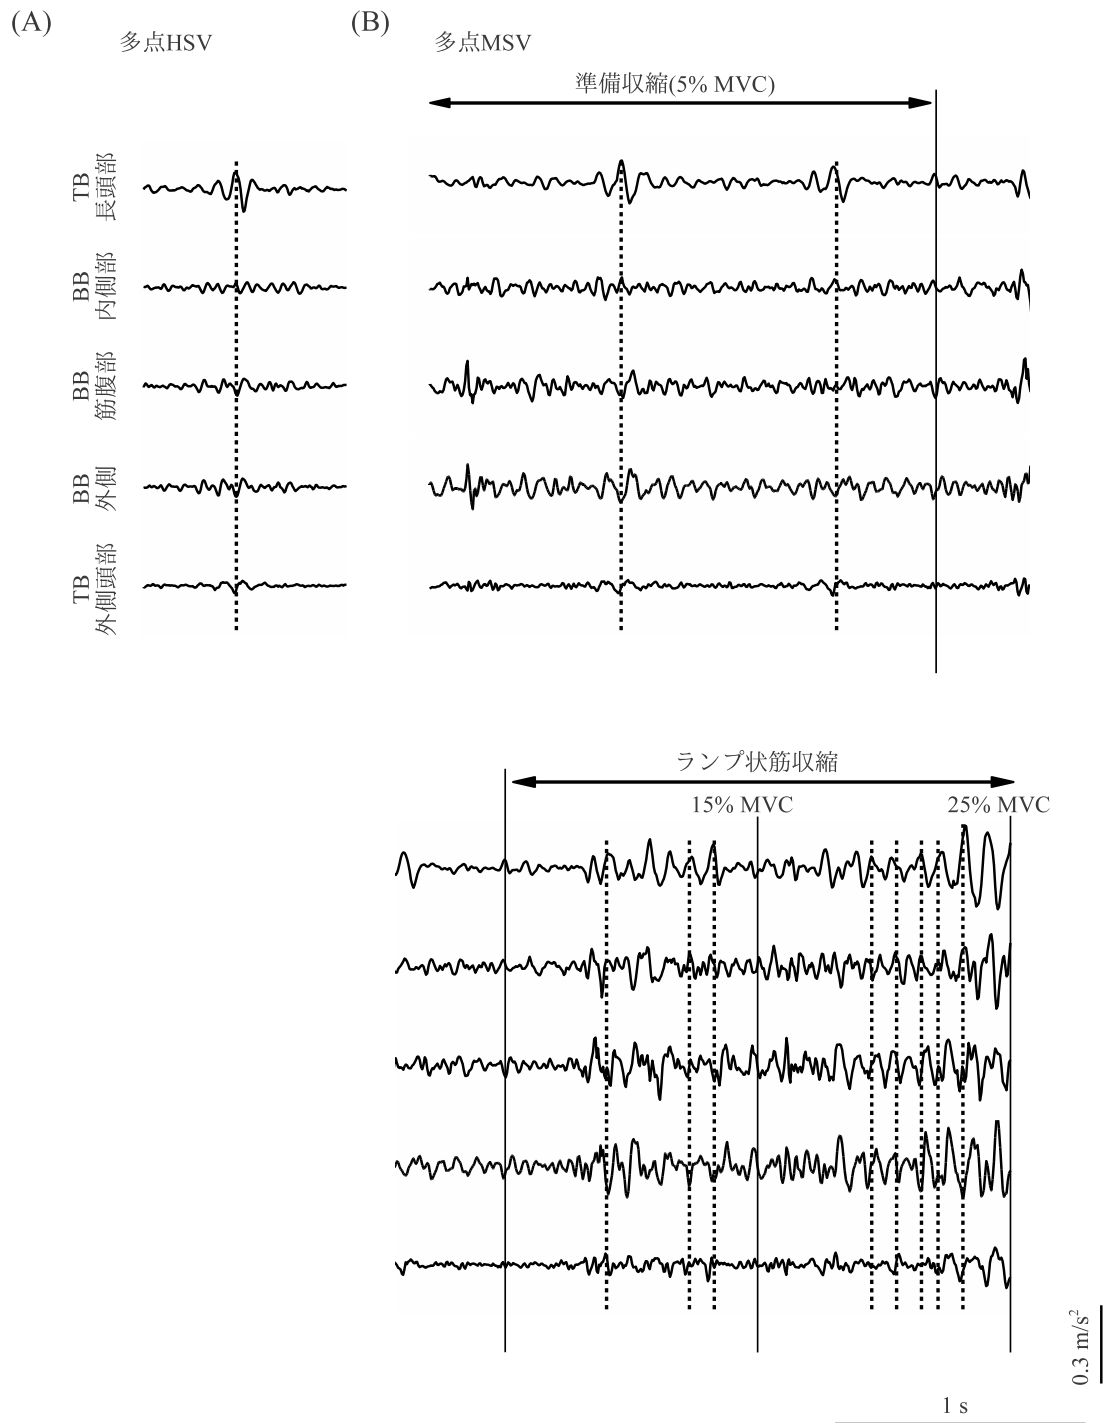 (A)
多点HSV
(B)
多点MSV
準備収縮(5% MVC)
TB
長頭部
BB
内側部
BB
筋腹部
BB
外側
TB
外側頭部
ランプ状筋収縮
15% MVC
25% MVC
0.3 m/s²
1 s